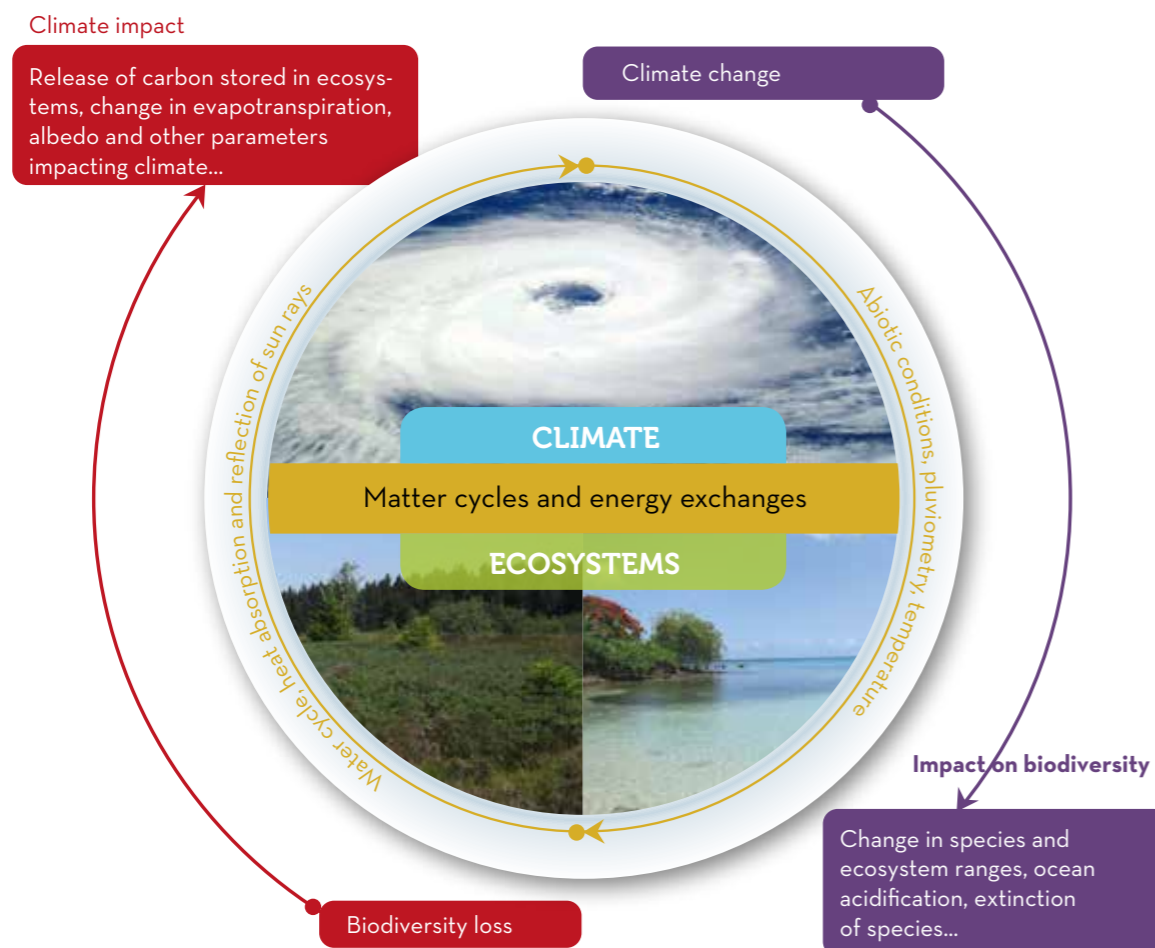 Climate impact
Release of carbon stored in ecosys-
tems, change in evapotranspiration,
albedo and other parameters
impacting climate...
Climate change
Water cycle, heat absorption and reflection of sun rays
Abiotic conditions, pluviometry, temperature
CLIMATE
Matter cycles and energy exchanges
ECOSYSTEMS
Impact on biodiversity
Change in species and
ecosystem ranges, ocean
acidification, extinction
of species...
Biodiversity loss